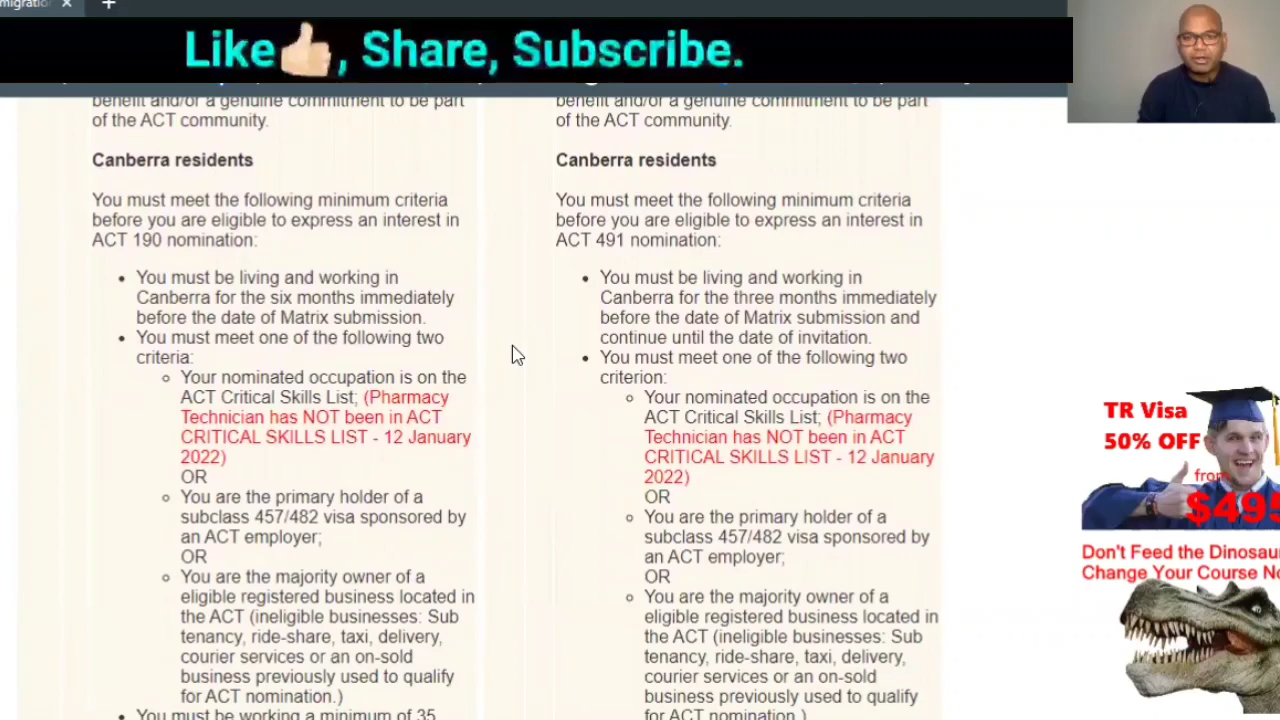 migration
Like👍, Share, Subscribe.
benefit and/or a genuine commitment to be part
of the ACT community.
Canberra residents
You must meet the following minimum criteria
before you are eligible to express an interest in
ACT 190 nomination:
• You must be living and working in
Canberra for the six months immediately
before the date of Matrix submission.
• You must meet one of the following two
criteria:
Your nominated occupation is on the
ACT Critical Skills List; (Pharmacy
Technician has NOT been in ACT
CRITICAL SKILLS LIST - 12 January
2022)
OR
You are the primary holder of a
subclass 457/482 visa sponsored by
an ACT employer;
OR
You are the majority owner of a
eligible registered business located in
the ACT (ineligible businesses: Sub
tenancy, ride-share, taxi, delivery,
courier services or an on-sold
business previously used to qualify
for ACT nomination.)
• You must be working a minimum of 35
benefit and/or a genuine commitment to be part
of the ACT community.
Canberra residents
You must meet the following minimum criteria
before you are eligible to express an interest in
ACT 491 nomination:
• You must be living and working in
Canberra for the three months immediately
before the date of Matrix submission and
continue until the date of invitation.
• You must meet one of the following two
criterion:
Your nominated occupation is on the
ACT Critical Skills List; (Pharmacy
Technician has NOT been in ACT
CRITICAL SKILLS LIST - 12 January
2022)
OR
You are the primary holder of a
subclass 457/482 visa sponsored by
an ACT employer;
OR
You are the majority owner of a
eligible registered business located in
the ACT (ineligible businesses: Sub
tenancy, ride-share, taxi, delivery,
courier services or an on-sold
business previously used to qualify
for ACT nomination.)
TR Visa
50% OFF
from
$495
Don't Feed the Dinosau
Change Your Course No